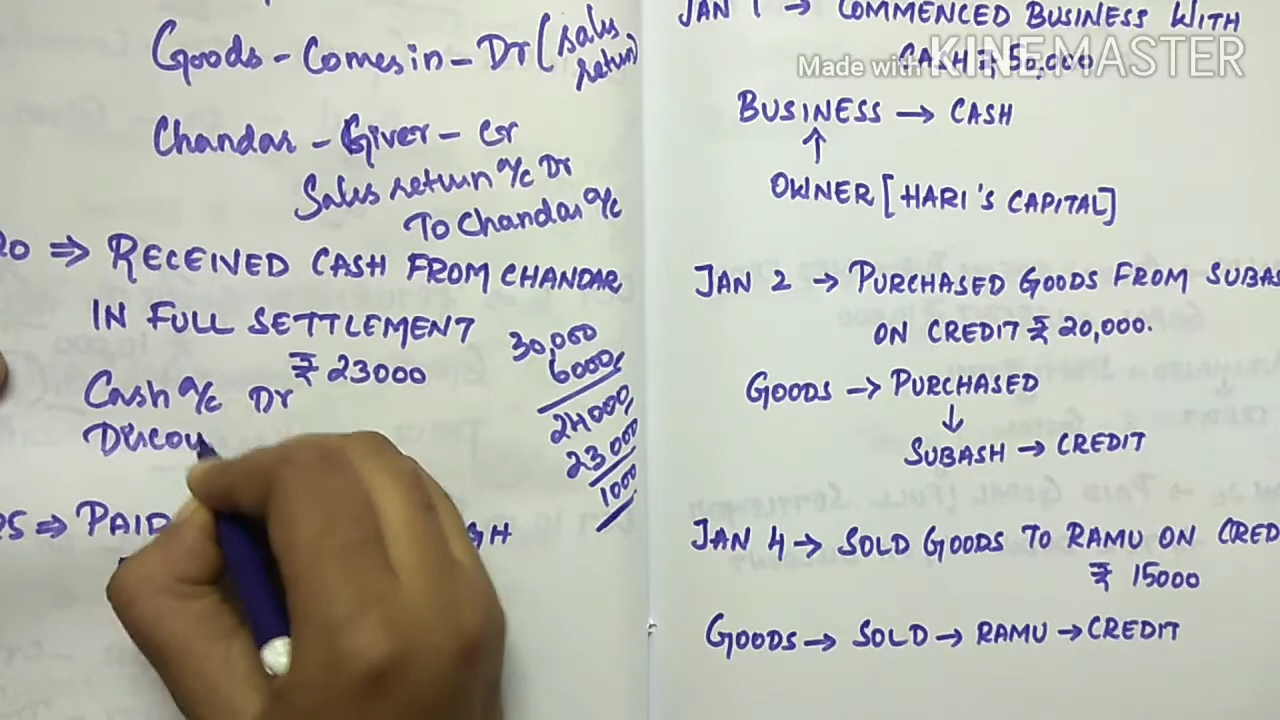 Goods - Comes in - Dr (Sales return)
Chandar - Giver - Cr
Sales return a/c Dr
To Chandar a/c
20 ⇒ RECEIVED CASH FROM CHANDAR
IN FULL SETTLEMENT
₹ 23000
30,000
6000
24000
23000
1000
Cash a/c Dr
Discou
25 ⇒ PAID
JAN 1 → COMMENCED BUSINESS WITH
CASH ₹ 50,000
Made with KINEMASTER
BUSINESS → CASH
↑
OWNER [HARI'S CAPITAL]
JAN 2 → PURCHASED GOODS FROM SUBAS
ON CREDIT ₹ 20,000.
GOODS → PURCHASED
↓
SUBASH → CREDIT
JAN 4 → SOLD GOODS TO RAMU ON CRED
₹ 15000
GOODS → SOLD → RAMU → CREDIT